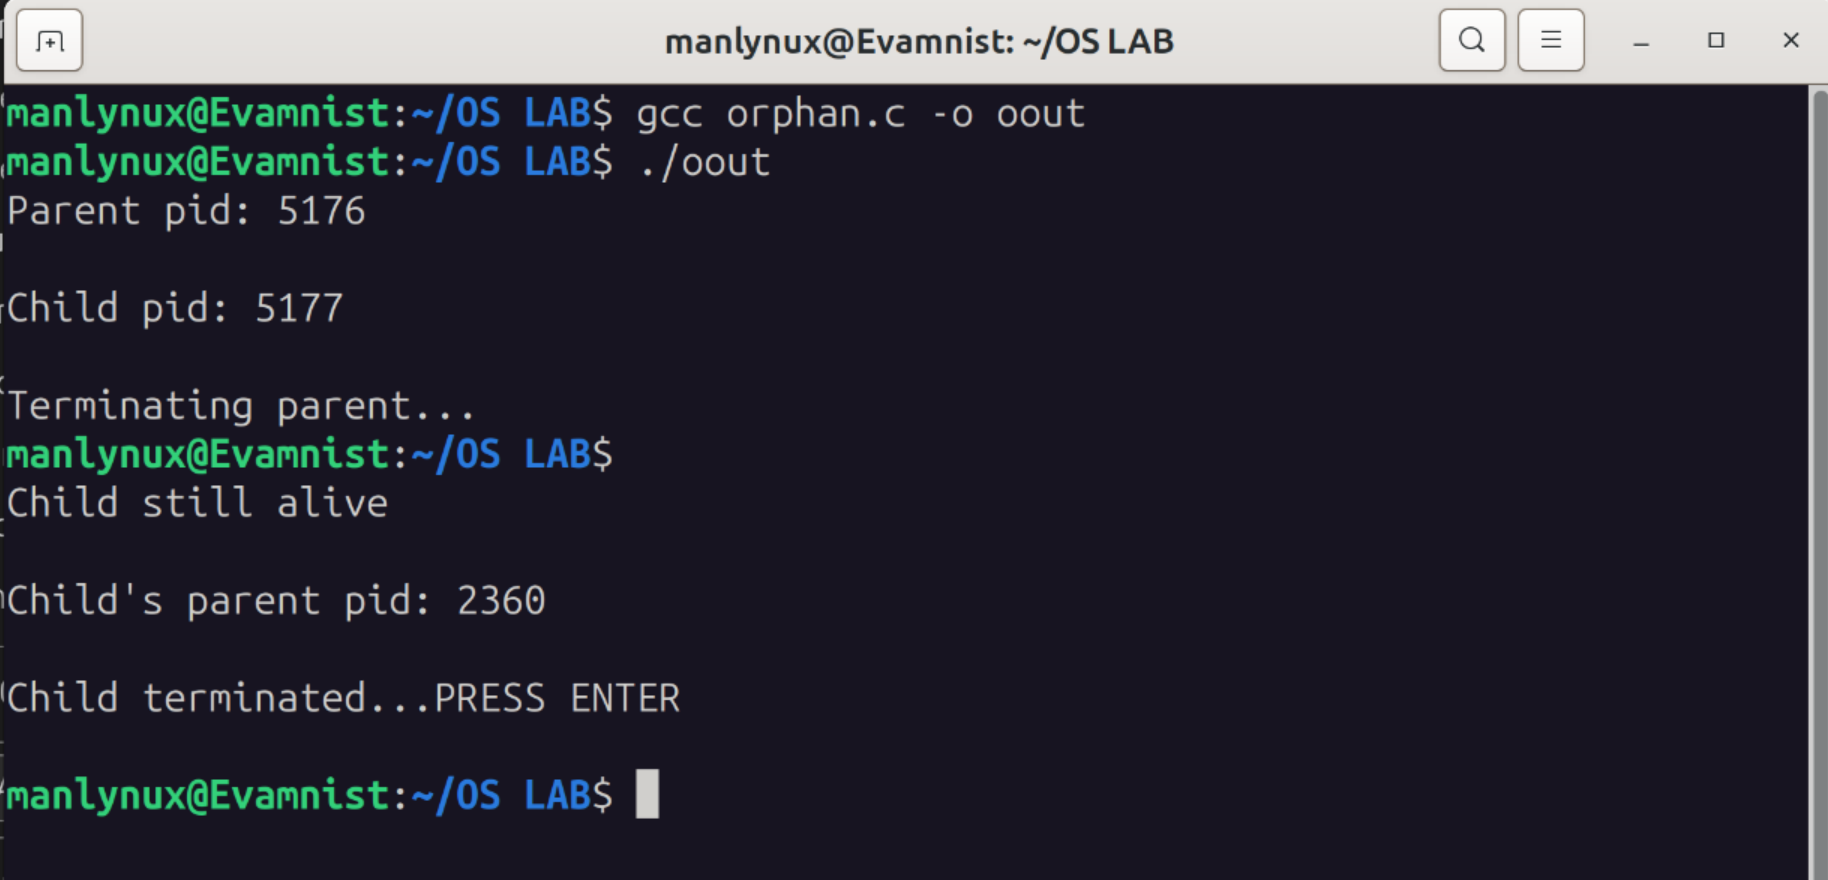 manlynux@Evamnist: ~/OS LAB
manlynux@Evamnist:~/OS LAB$ gcc orphan.c -o oout
manlynux@Evamnist:~/OS LAB$ ./oout
Parent pid: 5176
Child pid: 5177
Terminating parent...
manlynux@Evamnist:~/OS LAB$
Child still alive
Child's parent pid: 2360
Child terminated...PRESS ENTER
manlynux@Evamnist:~/OS LAB$